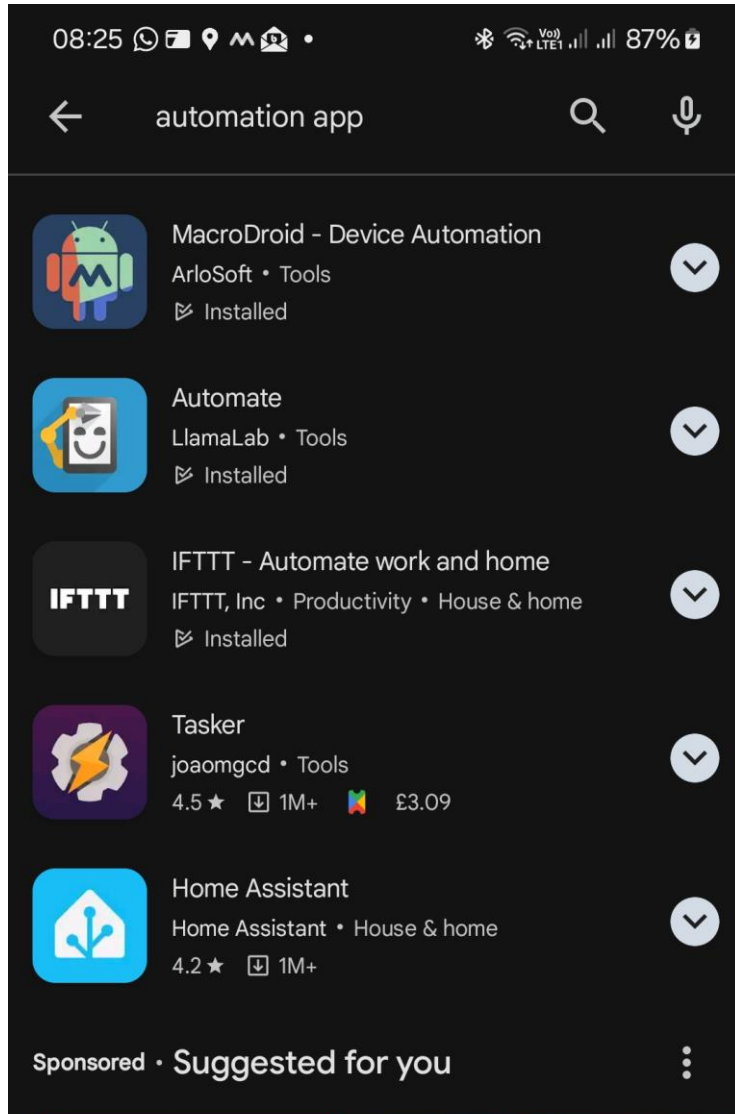 08:25 87%
Vo))
LTE1
automation app
MacroDroid - Device Automation
ArloSoft • Tools
Installed
Automate
LlamaLab • Tools
Installed
IFTTT
IFTTT - Automate work and home
IFTTT, Inc • Productivity • House & home
Installed
Tasker
joaomgcd • Tools
4.5★ 1M+ £3.09
Home Assistant
Home Assistant • House & home
4.2★ 1M+
Sponsored • Suggested for you